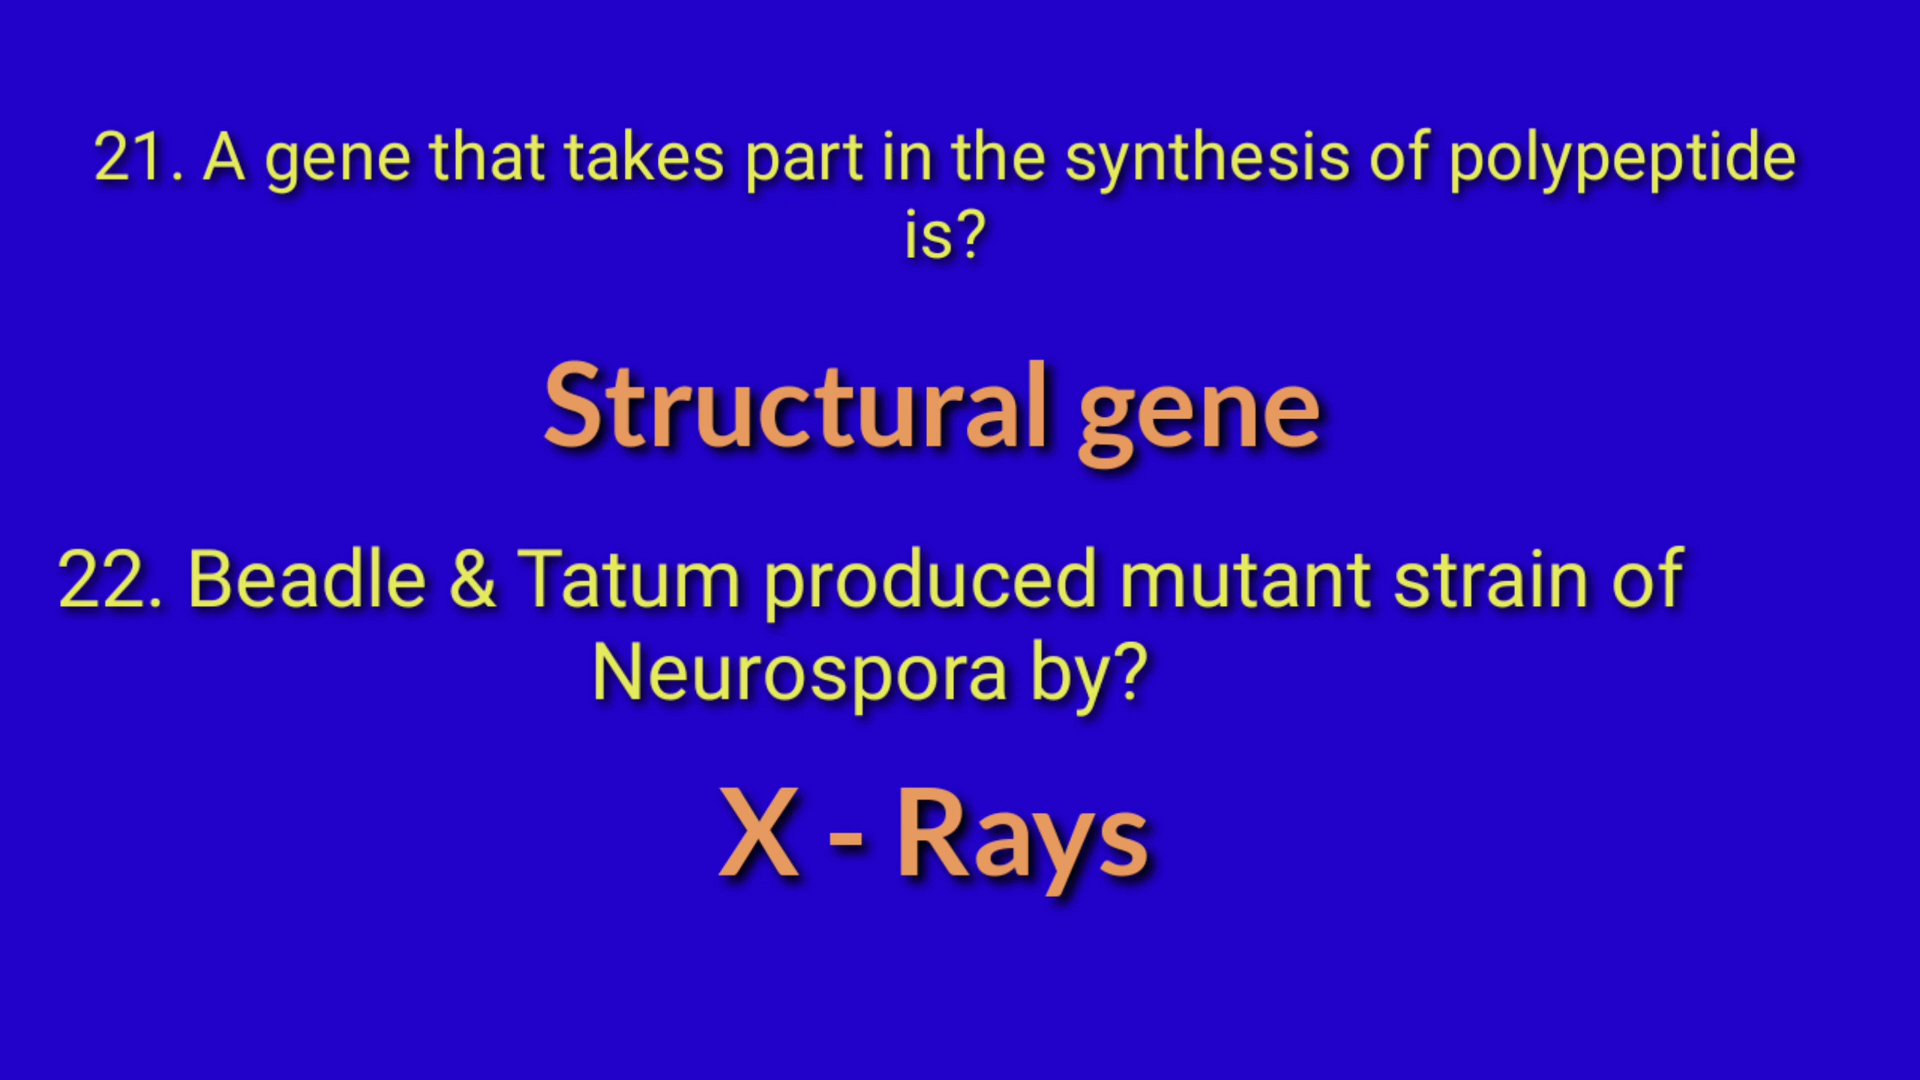 21. A gene that takes part in the synthesis of polypeptide
is?
Structural gene
22. Beadle & Tatum produced mutant strain of
Neurospora by?
X - Rays